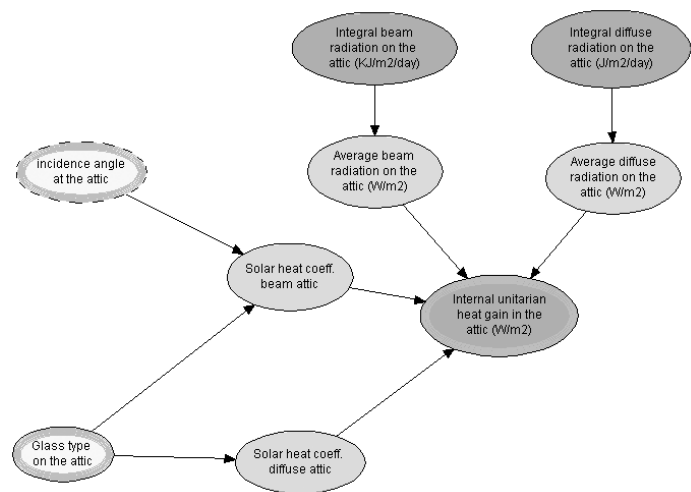 Integral beam
radiation on the
attic (KJ/m2/day)
Integral diffuse
radiation on the
attic (J/m2/day)
incidence angle
at the attic
Average beam
radiation on the
attic (W/m2)
Average diffuse
radiation on the
attic (W/m2)
Solar heat coeff.
beam attic
Internal unitarian
heat gain in the
attic (W/m2)
Glass type
on the attic
Solar heat coeff.
diffuse attic